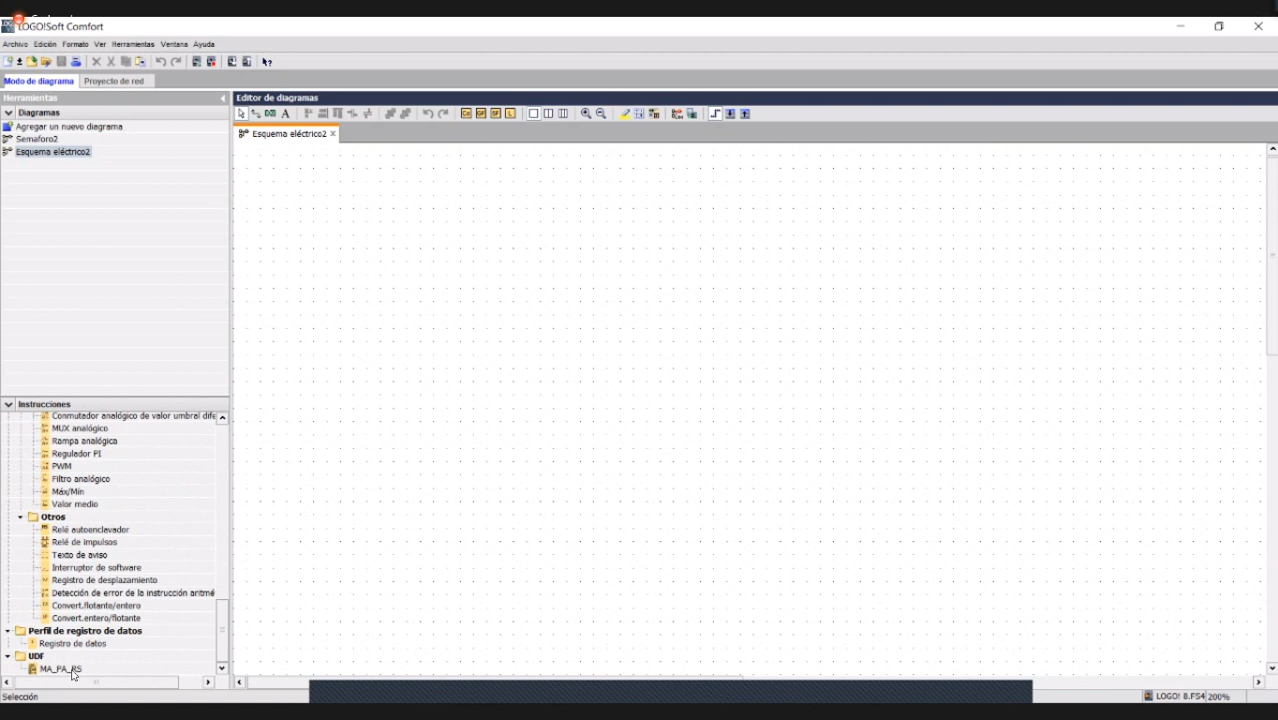 LOGO!Soft Comfort
Archivo Edición Formato Ver Herramientas Ventana Ayuda
Modo de diagrama Proyecto de red
Herramientas
Diagramas
Agregar un nuevo diagrama
Semaforo2
Esquema eléctrico2
Editor de diagramas
Esquema eléctrico2
Instrucciones
Conmutador analógico de valor umbral dife
MUX analógico
Rampa analógica
Regulador PI
PWM
Filtro analógico
Máx/Mín
Valor medio
Otros
Relé autoenclavador
Relé de impulsos
Texto de aviso
Interruptor de software
Registro de desplazamiento
Detección de error de la instrucción aritmé
Convert.flotante/entero
Convert.entero/flotante
Perfil de registro de datos
Registro de datos
UDF
MA_PA_RS
Selección
LOGO! 8.FS4 200%